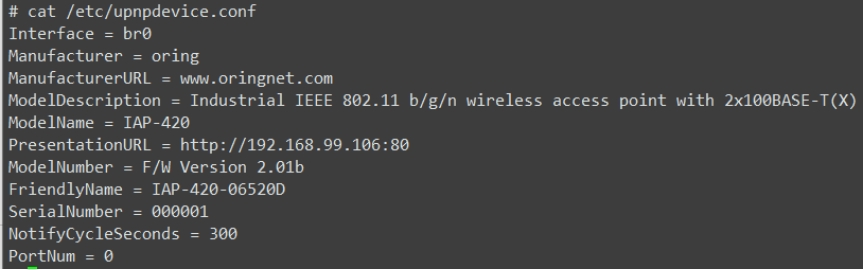 # cat /etc/upnpdevice.conf
Interface = br0
Manufacturer = oring
ManufacturerURL = www.oringnet.com
ModelDescription = Industrial IEEE 802.11 b/g/n wireless access point with 2x100BASE-T(X)
ModelName = IAP-420
PresentationURL = http://192.168.99.106:80
ModelNumber = F/W Version 2.01b
FriendlyName = IAP-420-06520D
SerialNumber = 000001
NotifyCycleSeconds = 300
PortNum = 0